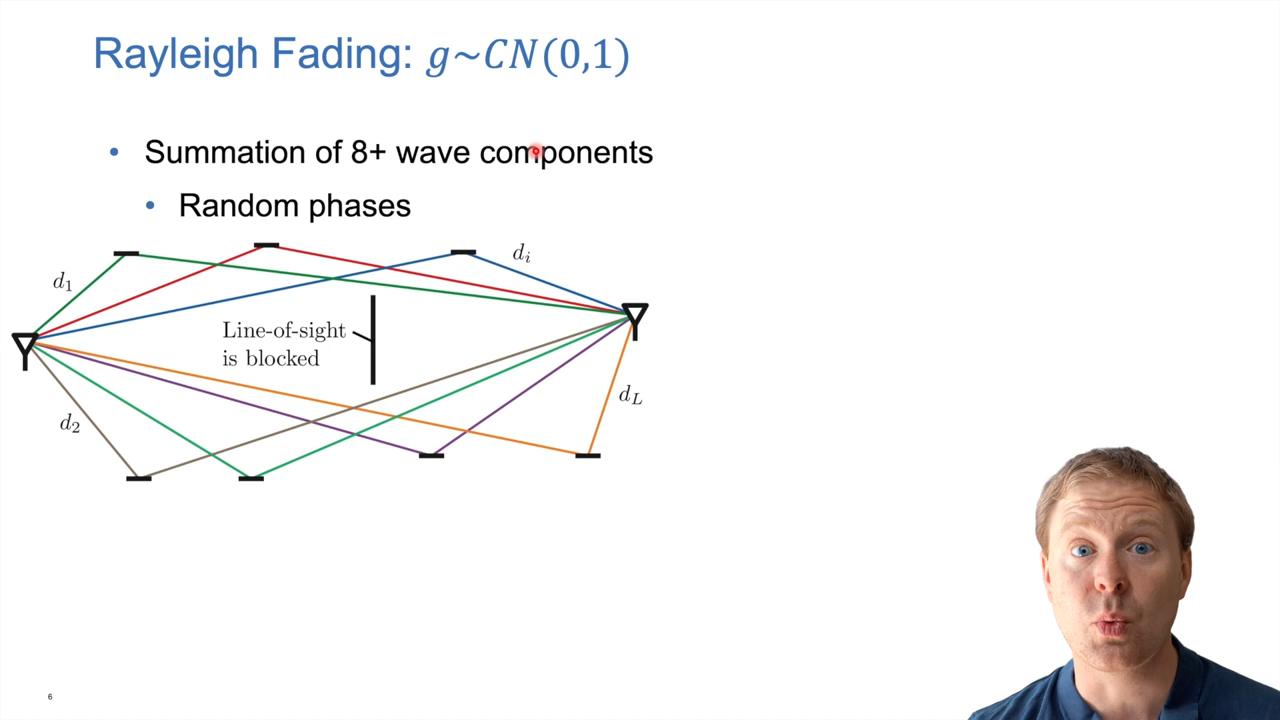 Rayleigh Fading: g~CN(0,1)
• Summation of 8+ wave components
• Random phases
d₁
dᵢ
Line-of-sight
is blocked
d_L
d₂
6